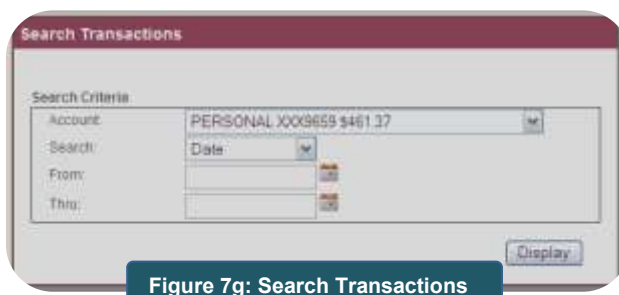 Search Transactions
Search Criteria
Account: PERSONAL XXX9659 $461.37
Search: Date
From:
Thru:
Display
Figure 7g: Search Transactions